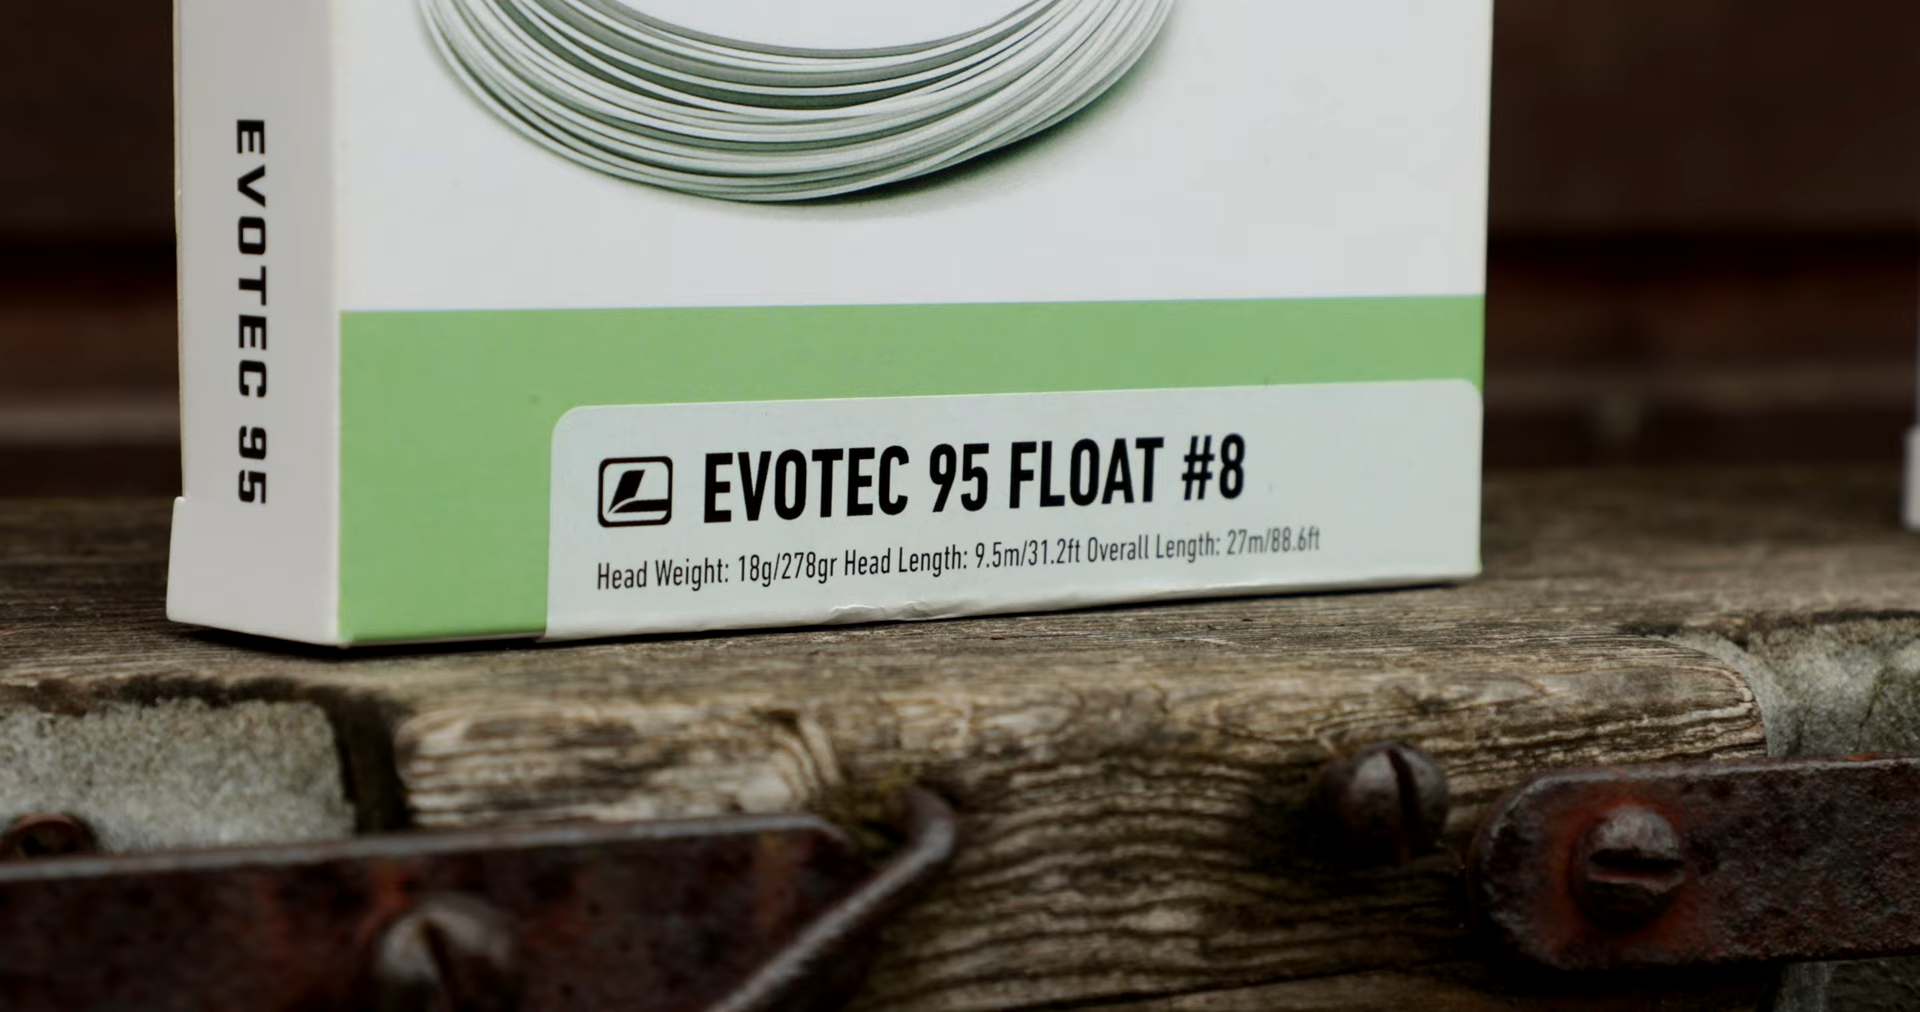 EVOTEC 95
EVOTEC 95 FLOAT #8
Head Weight: 18g/278gr Head Length: 9.5m/31.2ft Overall Length: 27m/88.6ft